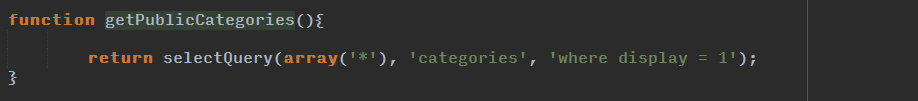 function getPublicCategories(){
return selectQuery(array('*'), 'categories', 'where display = 1');
}